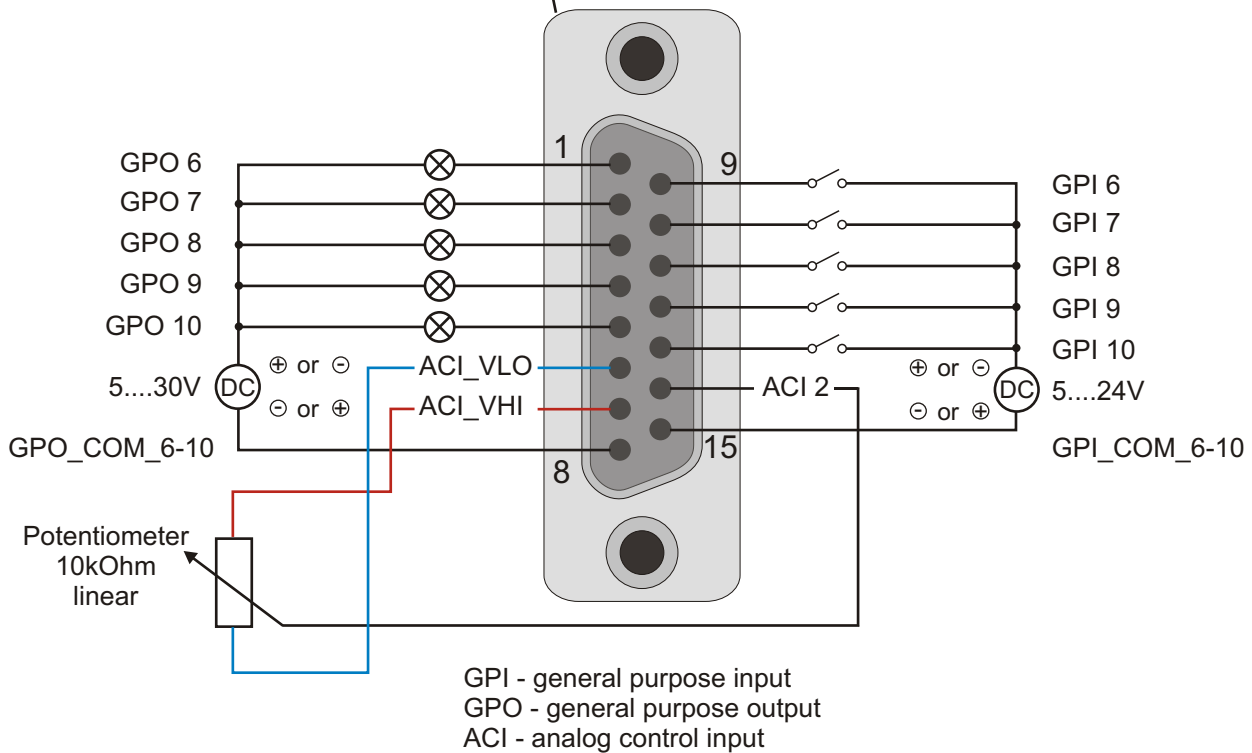 1
9
GPO 6
GPO 7
GPO 8
GPO 9
GPO 10
GPI 6
GPI 7
GPI 8
GPI 9
GPI 10
⊕ or ⊖
5....30V
DC
⊖ or ⊕
ACI_VLO
ACI_VHI
ACI 2
⊕ or ⊖
DC
5....24V
⊖ or ⊕
GPO_COM_6-10
8
15
GPI_COM_6-10
Potentiometer
10kOhm
linear
GPI - general purpose input
GPO - general purpose output
ACI - analog control input